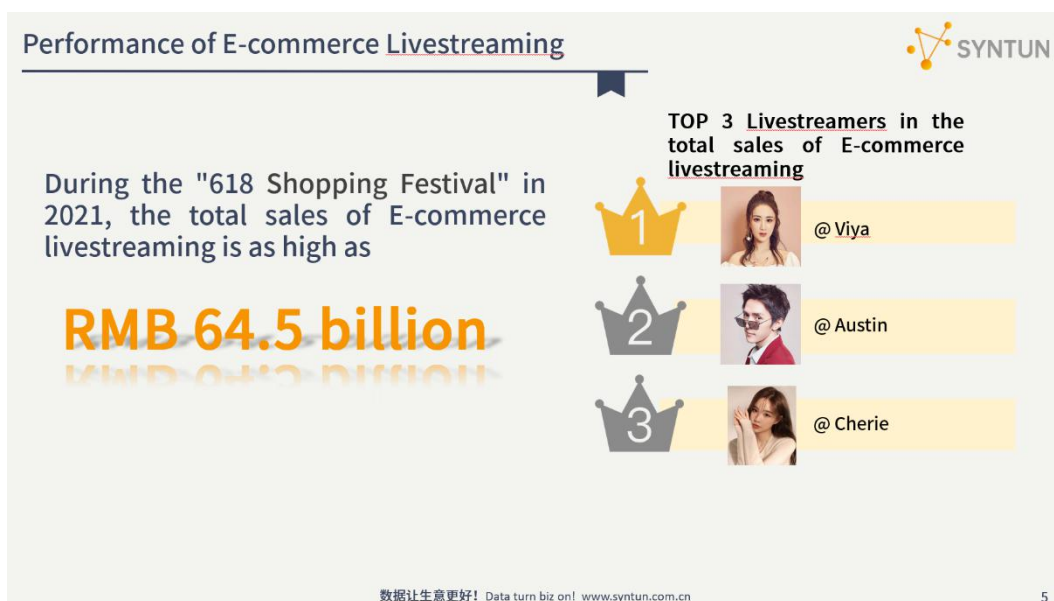 Performance of E-commerce Livestreaming
SYNTUN
During the "618 Shopping Festival" in
2021, the total sales of E-commerce
livestreaming is as high as
RMB 64.5 billion
TOP 3 Livestreamers in the
total sales of E-commerce
livestreaming
1
@ Viya
2
@ Austin
3
@ Cherie
数据让生意更好！Data turn biz on! www.syntun.com.cn
5